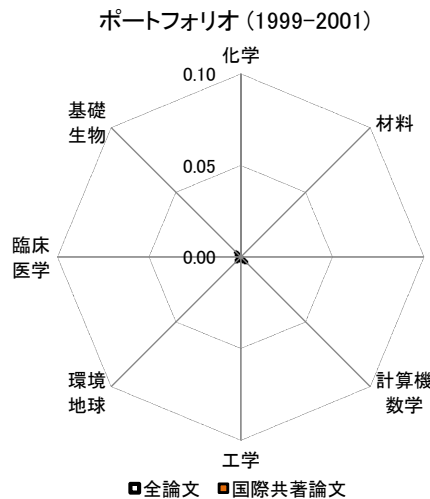 ポートフォリオ (1999-2001)
化学
0.10
基礎
生物
材料
0.05
臨床
医学
0.00
環境
地球
計算機
数学
工学
全論文 国際共著論文